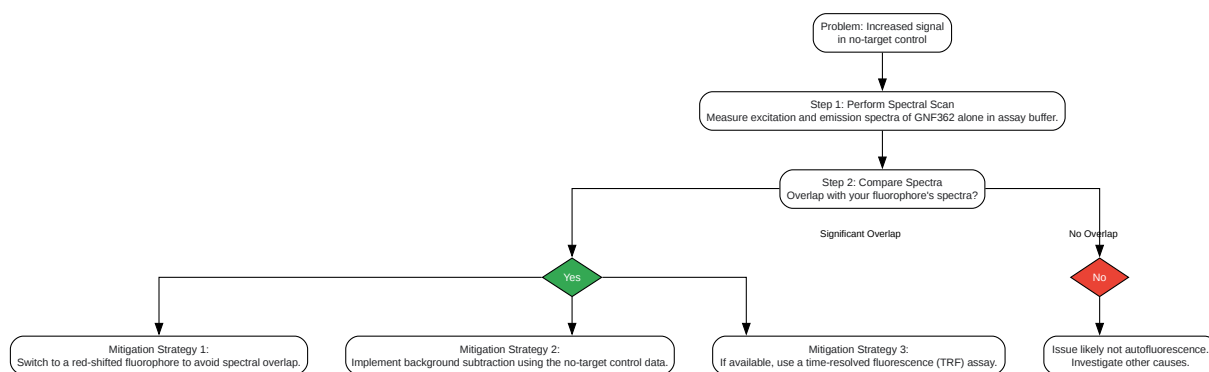 Problem: Increased signal
in no-target control
Step 1: Perform Spectral Scan
Measure excitation and emission spectra of GNF362 alone in assay buffer.
Step 2: Compare Spectra
Overlap with your fluorophore's spectra?
Significant Overlap
No Overlap
Yes
No
Mitigation Strategy 1:
Switch to a red-shifted fluorophore to avoid spectral overlap.
Mitigation Strategy 2:
Implement background subtraction using the no-target control data.
Mitigation Strategy 3:
If available, use a time-resolved fluorescence (TRF) assay.
Issue likely not autofluorescence.
Investigate other causes.